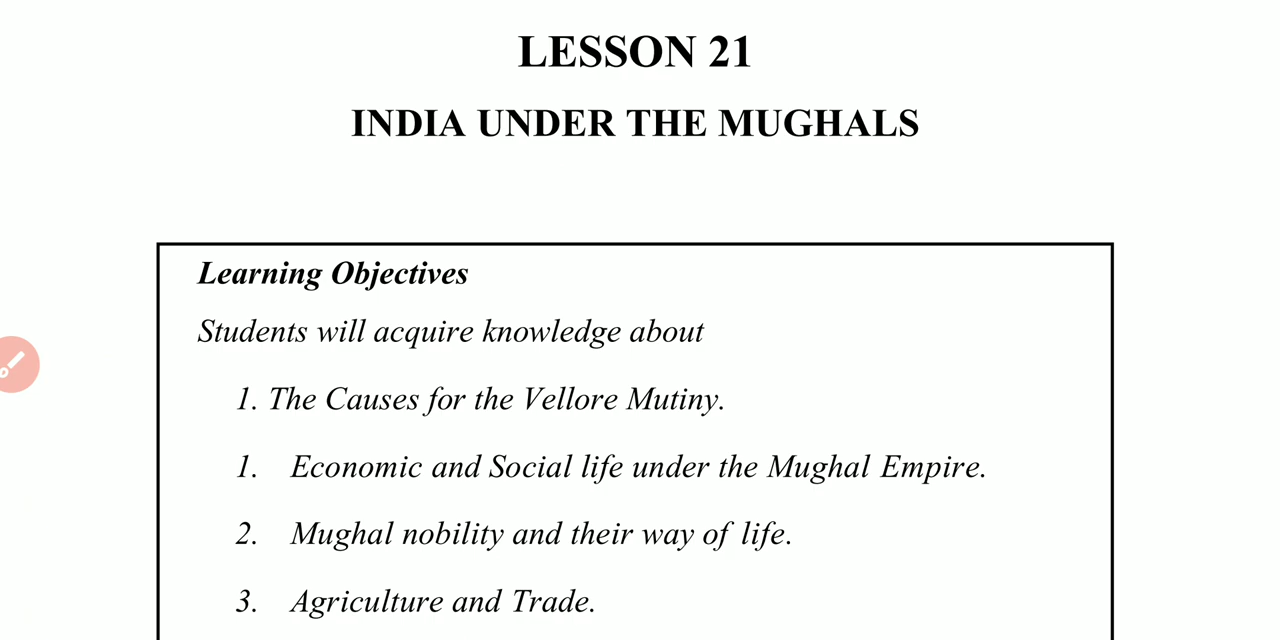 LESSON 21
INDIA UNDER THE MUGHALS
Learning Objectives
Students will acquire knowledge about
1. The Causes for the Vellore Mutiny.
1. Economic and Social life under the Mughal Empire.
2. Mughal nobility and their way of life.
3. Agriculture and Trade.